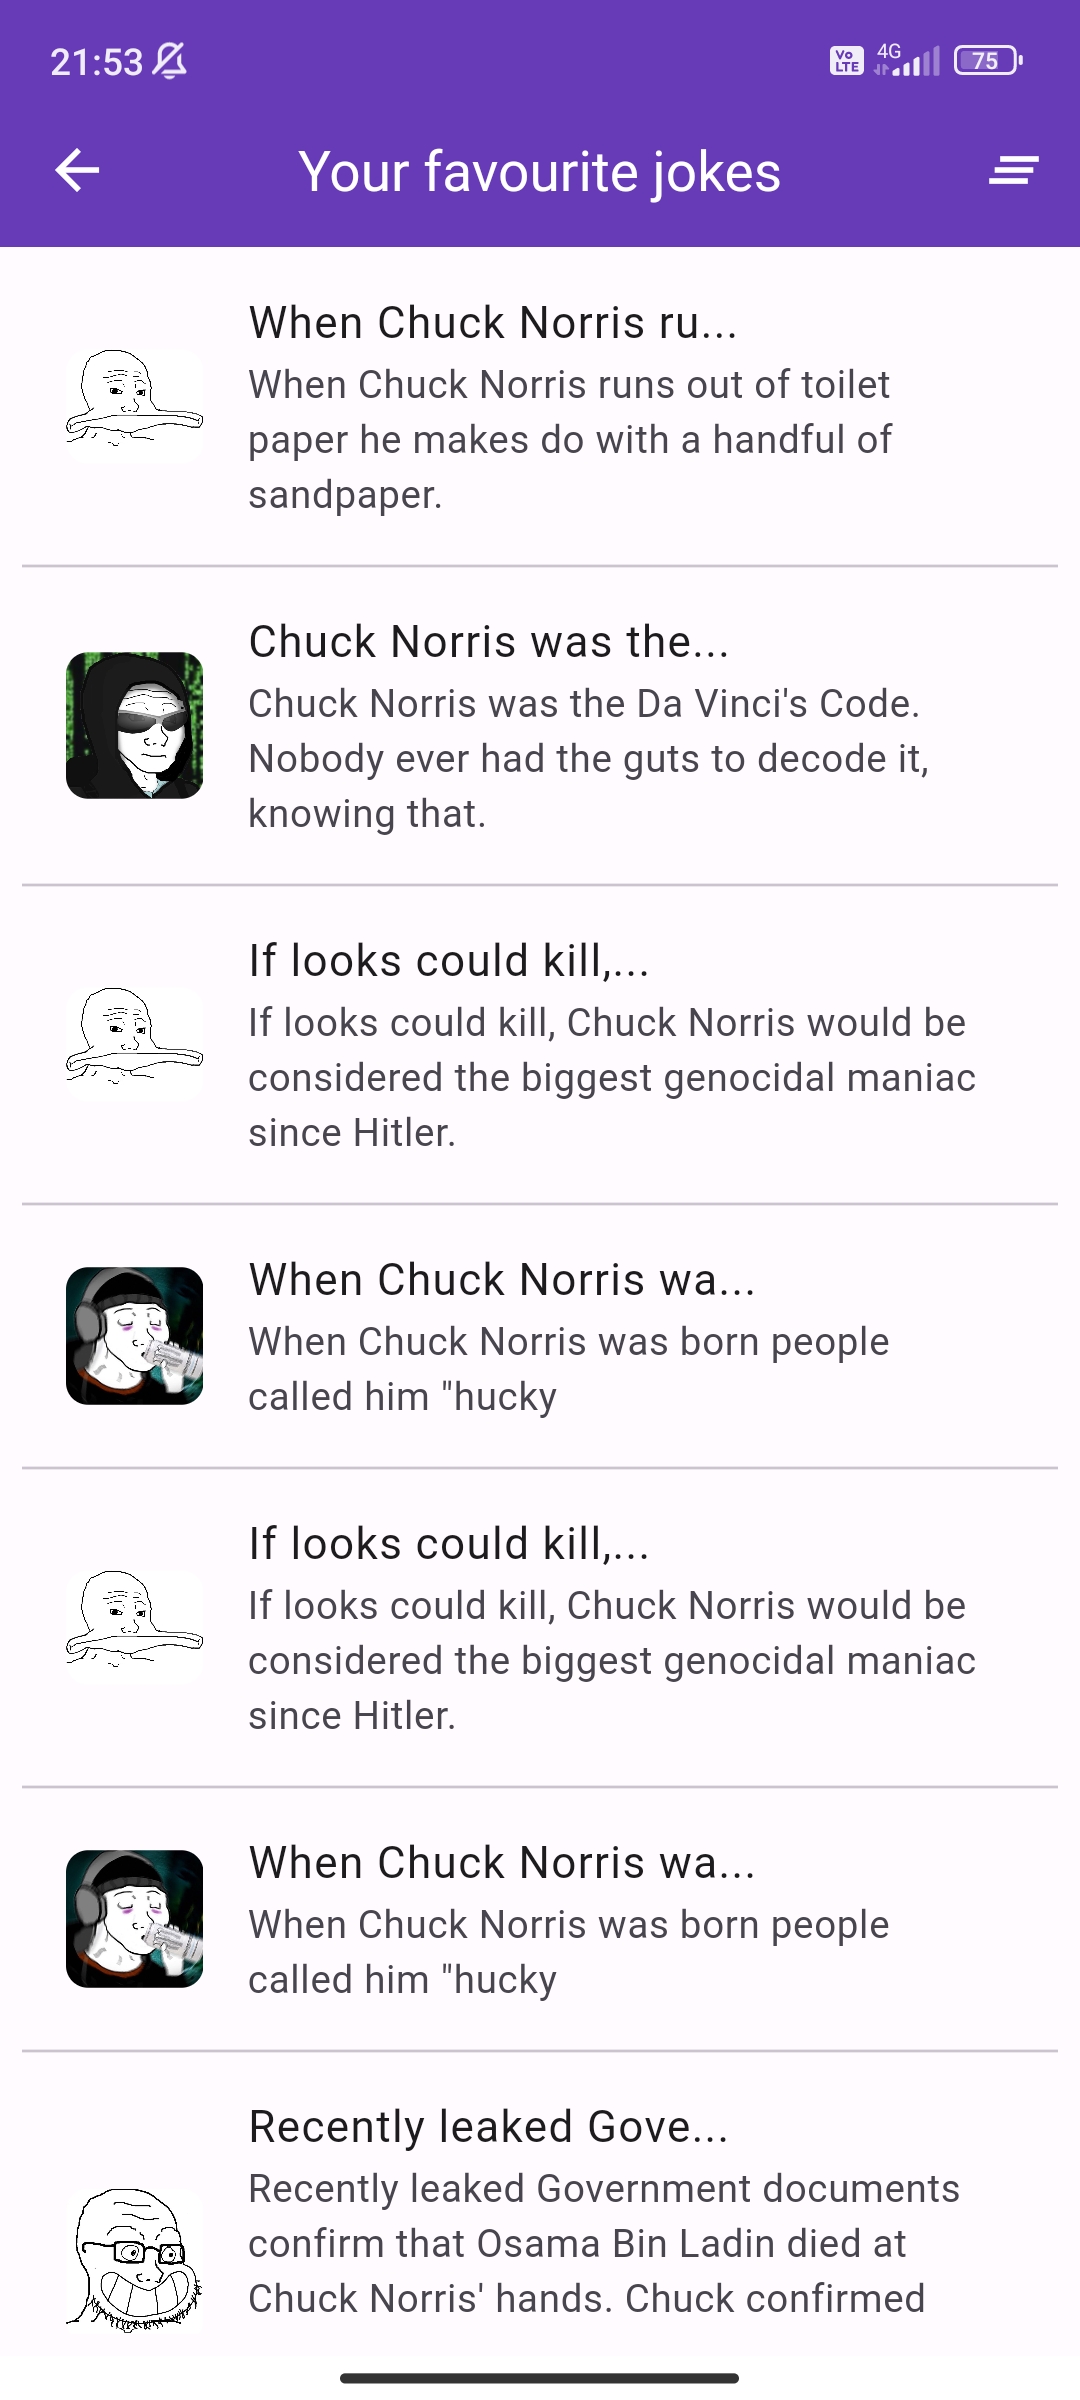 21:53 Vo LTE 4G 75
Your favourite jokes
When Chuck Norris ru...
When Chuck Norris runs out of toilet
paper he makes do with a handful of
sandpaper.
Chuck Norris was the...
Chuck Norris was the Da Vinci's Code.
Nobody ever had the guts to decode it,
knowing that.
If looks could kill,...
If looks could kill, Chuck Norris would be
considered the biggest genocidal maniac
since Hitler.
When Chuck Norris wa...
When Chuck Norris was born people
called him "hucky
If looks could kill,...
If looks could kill, Chuck Norris would be
considered the biggest genocidal maniac
since Hitler.
When Chuck Norris wa...
When Chuck Norris was born people
called him "hucky
Recently leaked Gove...
Recently leaked Government documents
confirm that Osama Bin Ladin died at
Chuck Norris' hands. Chuck confirmed